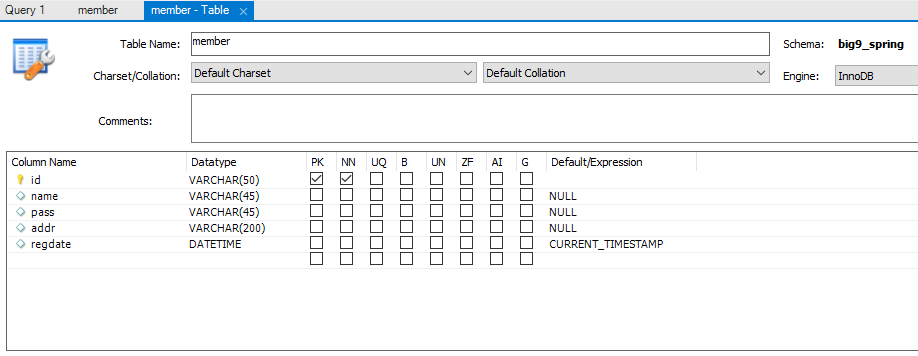 Query 1 member member - Table ×
Table Name: member Schema: big9_spring
Charset/Collation: Default Charset Default Collation Engine: InnoDB
Comments:
Column Name Datatype PK NN UQ B UN ZF AI G Default/Expression
id VARCHAR(50)
name VARCHAR(45) NULL
pass VARCHAR(45) NULL
addr VARCHAR(200) NULL
regdate DATETIME CURRENT_TIMESTAMP